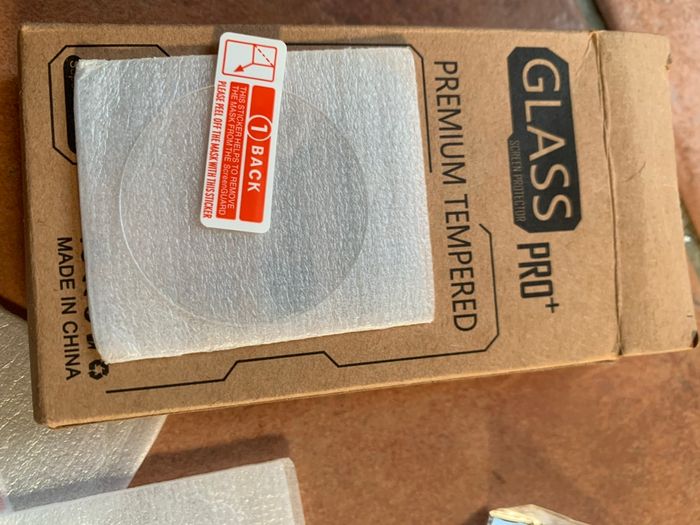 GLASS
SCREEN PROTECTOR
PRO+
PREMIUM TEMPERED
1 BACK
THIS STICKER HELPS TO REMOVE
THE MASK FROM THE ScreenGUARD
PLEASE PEEL OFF THE MASK WITH THIS STICKER
MADE IN CHINA